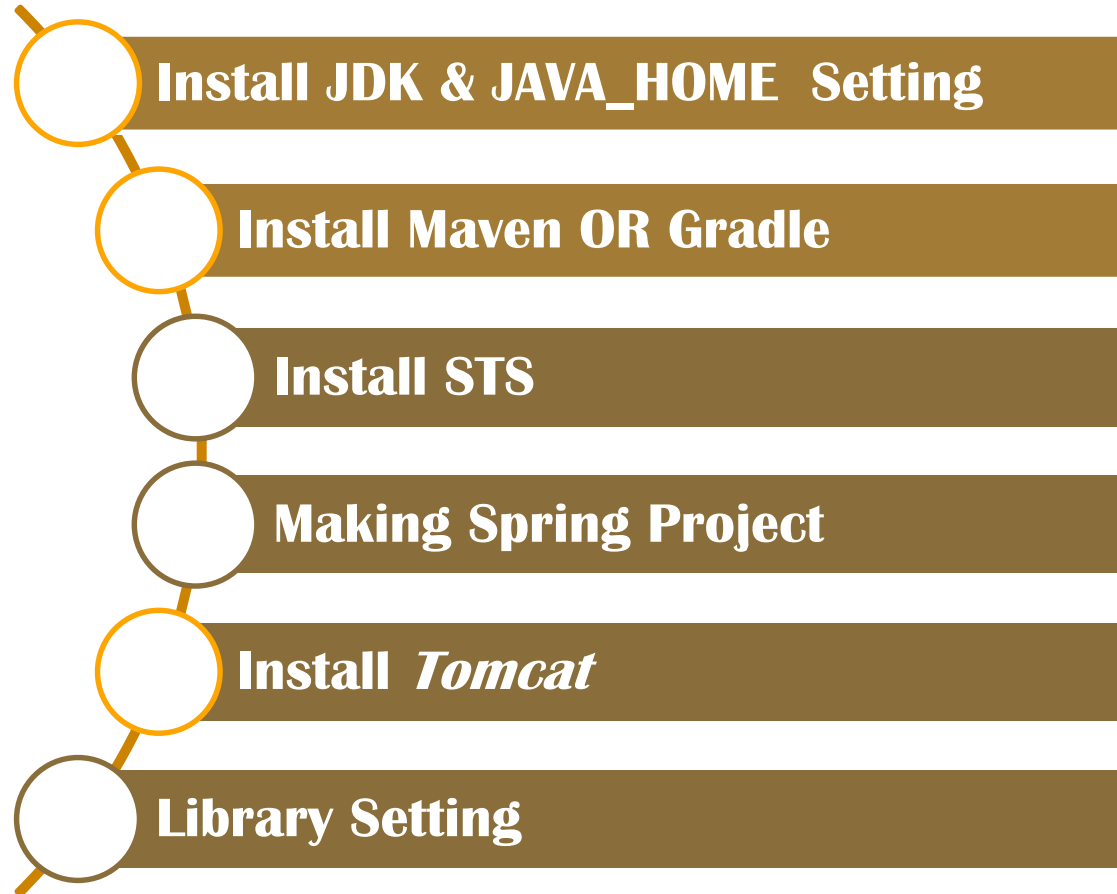 Install JDK & JAVA_HOME  Setting
Install Maven OR Gradle
Install STS
Making Spring Project
Install Tomcat
Library Setting